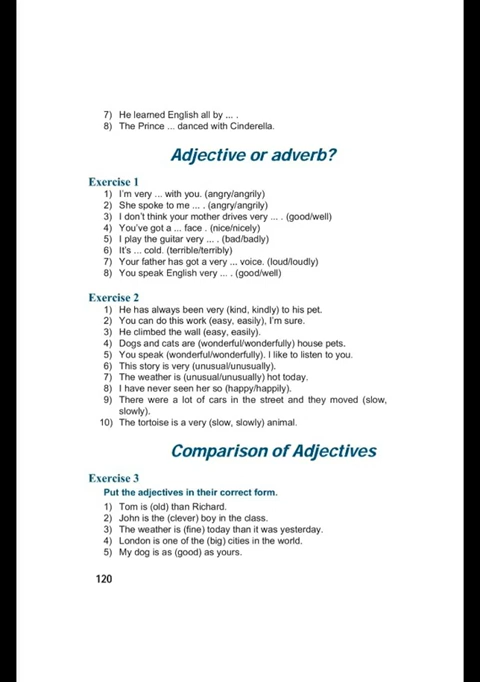 7) He learned English all by ... .
8) The Prince ... danced with Cinderella.
Adjective or adverb?
Exercise 1
1) I'm very ... with you. (angry/angrily)
2) She spoke to me ... . (angry/angrily)
3) I don't think your mother drives very ... . (good/well)
4) You've got a ... face . (nice/nicely)
5) I play the guitar very ... . (bad/badly)
6) It's ... cold. (terrible/terribly)
7) Your father has got a very ... voice. (loud/loudly)
8) You speak English very ... . (good/well)
Exercise 2
1) He has always been very (kind, kindly) to his pet.
2) You can do this work (easy, easily), I'm sure.
3) He climbed the wall (easy, easily).
4) Dogs and cats are (wonderful/wonderfully) house pets.
5) You speak (wonderful/wonderfully). I like to listen to you.
6) This story is very (unusual/unusually).
7) The weather is (unusual/unusually) hot today.
8) I have never seen her so (happy/happily).
9) There were a lot of cars in the street and they moved (slow,
slowly).
10) The tortoise is a very (slow, slowly) animal.
Comparison of Adjectives
Exercise 3
Put the adjectives in their correct form.
1) Tom is (old) than Richard.
2) John is the (clever) boy in the class.
3) The weather is (fine) today than it was yesterday.
4) London is one of the (big) cities in the world.
5) My dog is as (good) as yours.
120